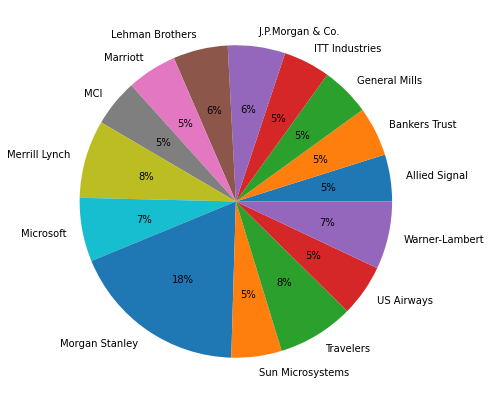 J.P.Morgan & Co.
Lehman Brothers
ITT Industries
Marriott
General Mills
MCI
Bankers Trust
Merrill Lynch
Allied Signal
Microsoft
Warner-Lambert
Morgan Stanley
US Airways
Travelers
Sun Microsystems
6%
6%
5%
5%
5%
5%
5%
8%
5%
7%
7%
5%
18%
8%
5%